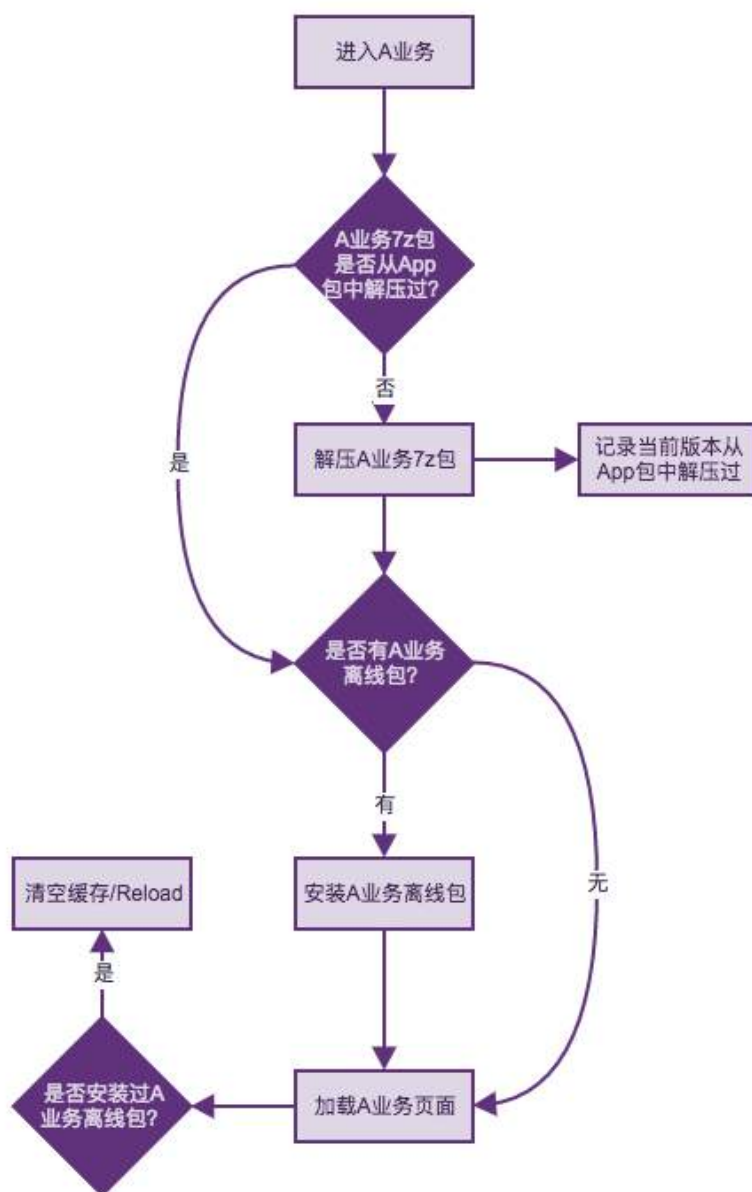 进入A业务
A业务7z包
是否从App
包中解压过?
否
是
解压A业务7z包
记录当前版本从
App包中解压过
是否有A业务
离线包?
有
无
清空缓存/Reload
安装A业务离线包
是
是否安装过A
业务离线包?
加载A业务页面